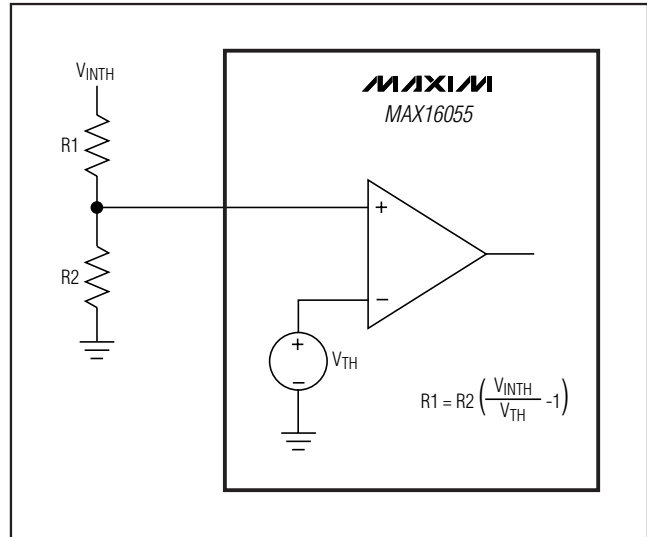 VINTH
MAXIM
MAX16055
R1
+
R2
−
+
−
VTH
R1 = R2 (VINTH/VTH -1)